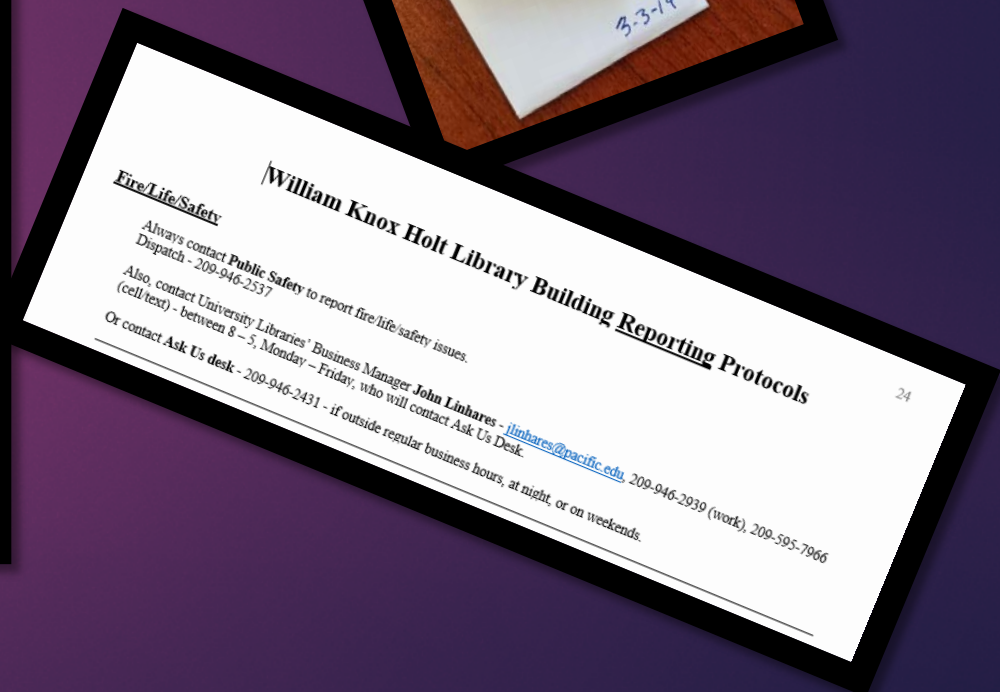 3-3-14
William Knox Holt Library Building Reporting Protocols
24
Fire/Life/Safety
Always contact Public Safety to report fire/life/safety issues.
Dispatch - 209-946-2537
Also, contact University Libraries’ Business Manager John Linhares - jlinhares@pacific.edu, 209-946-2939 (work), 209-595-7966
(cell/text) - between 8 – 5, Monday – Friday, who will contact Ask Us Desk.
Or contact Ask Us desk - 209-946-2431 - if outside regular business hours, at night, or on weekends.